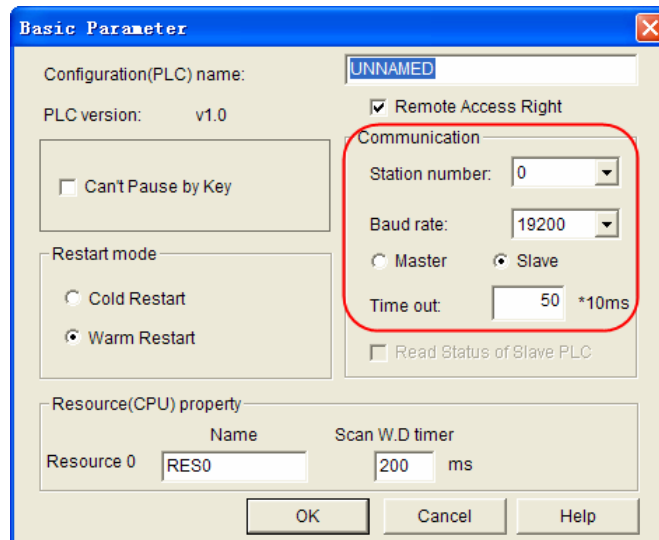 Basic Parameter
Configuration(PLC) name:
UNNAMED
PLC version: v1.0
Remote Access Right
Can't Pause by Key
Communication
Station number: 0
Baud rate: 19200
Master Slave
Time out: 50 *10ms
Read Status of Slave PLC
Restart mode
Cold Restart
Warm Restart
Resource(CPU) property
Name Scan W.D timer
Resource 0 RES0 200 ms
OK Cancel Help